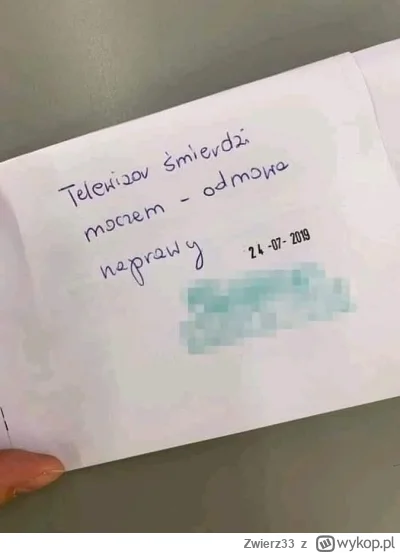 Telewizor śmierdzi
moczem - odmowa
naprawy
24-07-2019
Zwierz33 z wykop.pl